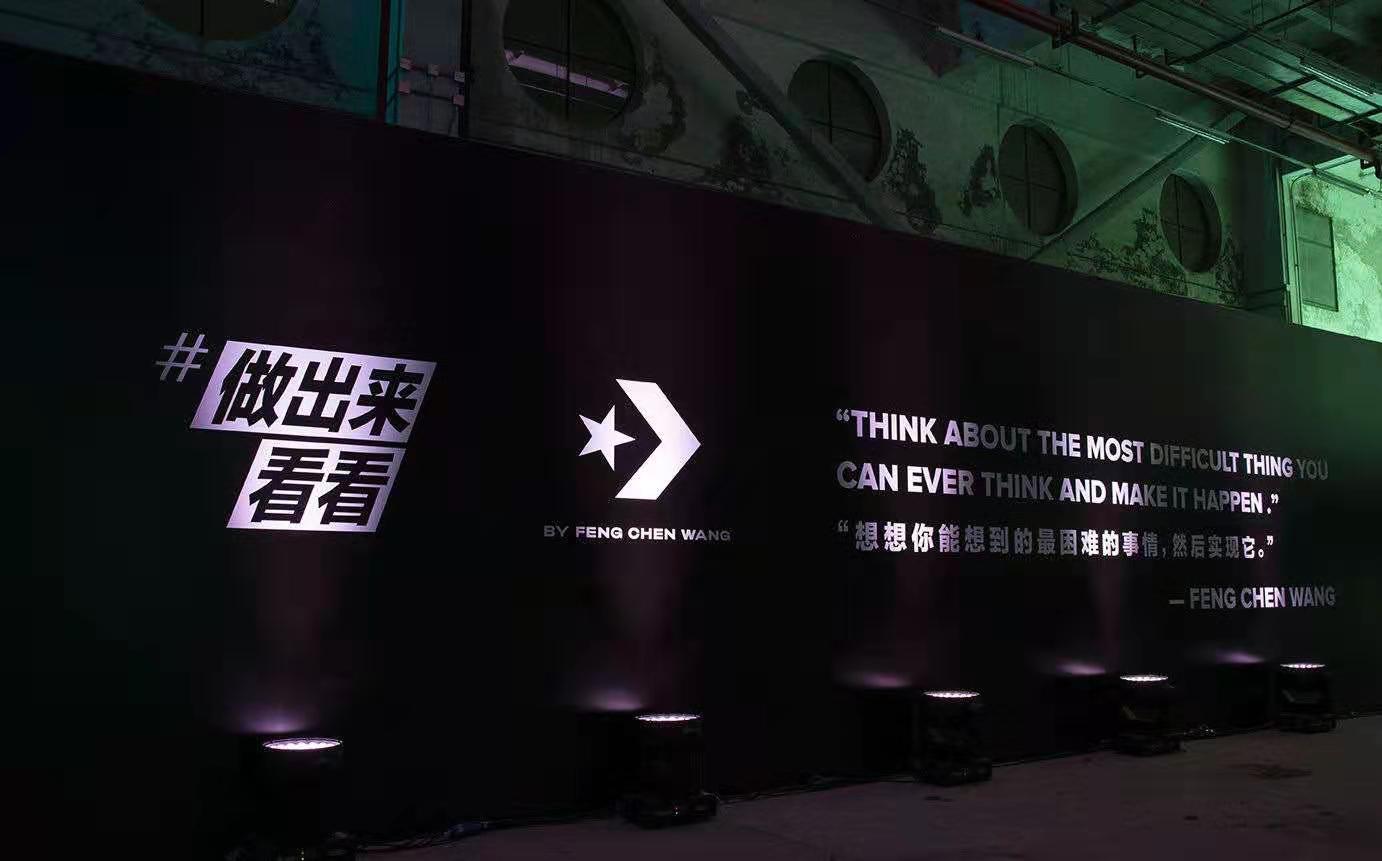 #做出来
看看
BY FENG CHEN WANG
“THINK ABOUT THE MOST DIFFICULT THING YOU
CAN EVER THINK AND MAKE IT HAPPEN .”
“想想你能想到的最困难的事情，然后实现它。”
— FENG CHEN WANG